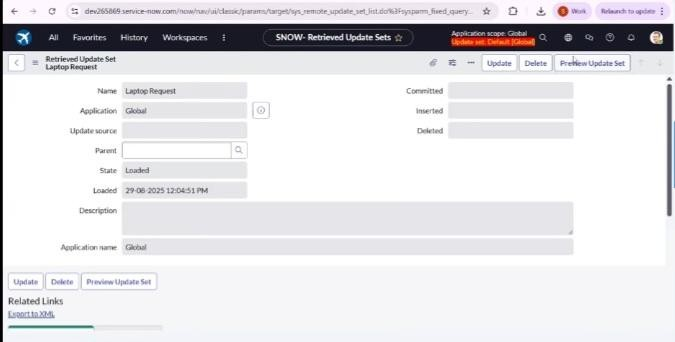 dev265869.service-now.com/now/nav/ui/classic/params/target/sys_remote_update_set_list.do%3Fsysparm_fixed_query...
Work
Relaunch to update
All Favorites History Workspaces
SNOW- Retrieved Update Sets
Application scope: Global
Update set: Default [Global]
Retrieved Update Set
Laptop Request
Update
Delete
Preview Update Set
Name Laptop Request
Committed
Application Global
Inserted
Update source
Deleted
Parent
State Loaded
Loaded 29-08-2025 12:04:51 PM
Description
Application name Global
Update
Delete
Preview Update Set
Related Links
Export to XML